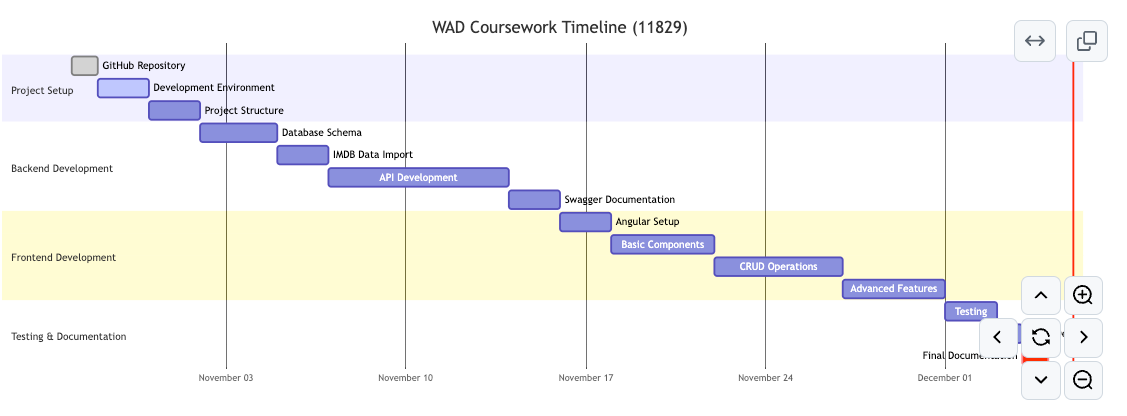 WAD Coursework Timeline (11829)
GitHub Repository
Project Setup
Development Environment
Project Structure
Database Schema
IMDB Data Import
Backend Development
API Development
Swagger Documentation
Angular Setup
Basic Components
Frontend Development
CRUD Operations
Advanced Features
Testing
Testing & Documentation
Final Documentation
November 03
November 10
November 17
November 24
December 01